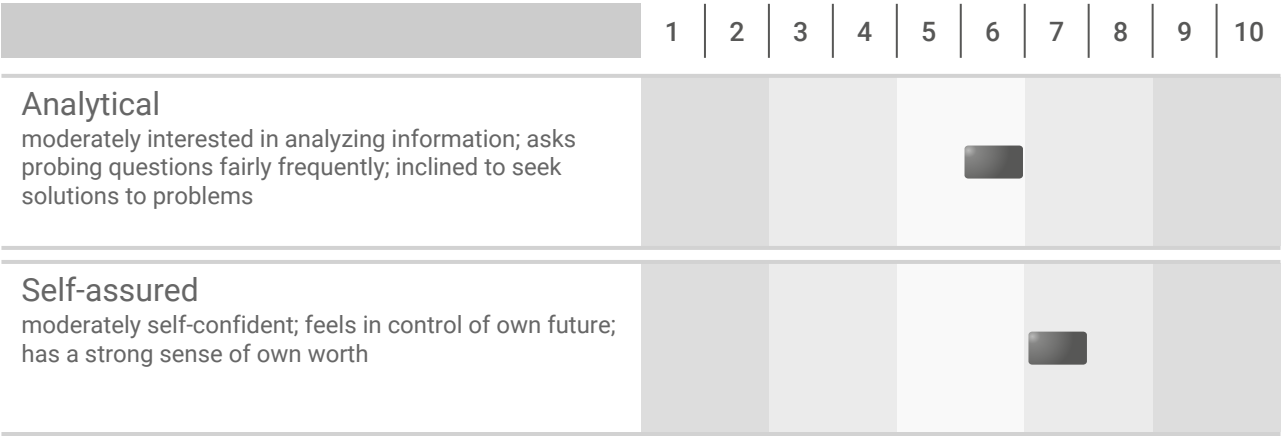 1 2 3 4 5 6 7 8 9 10
Analytical
moderately interested in analyzing information; asks
probing questions fairly frequently; inclined to seek
solutions to problems
Self-assured
moderately self-confident; feels in control of own future;
has a strong sense of own worth